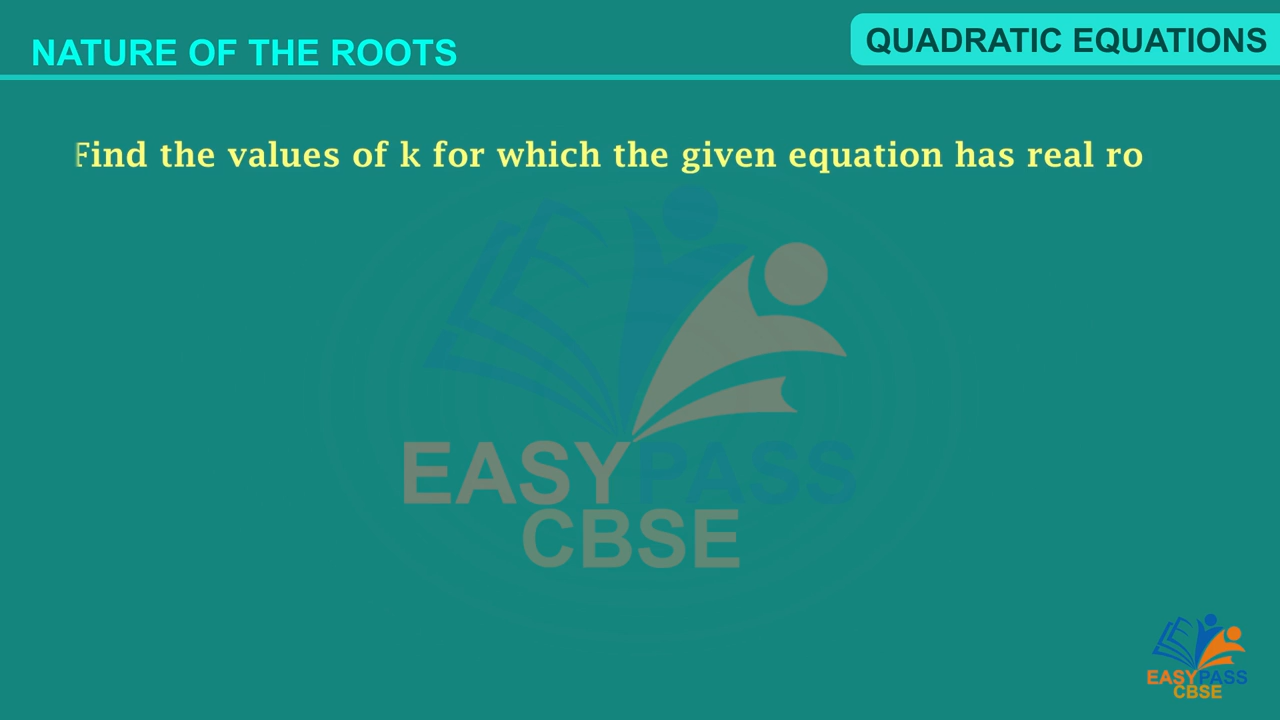 NATURE OF THE ROOTS
QUADRATIC EQUATIONS
Find the values of k for which the given equation has real ro
EASYPASS
CBSE
EASYPASS
CBSE